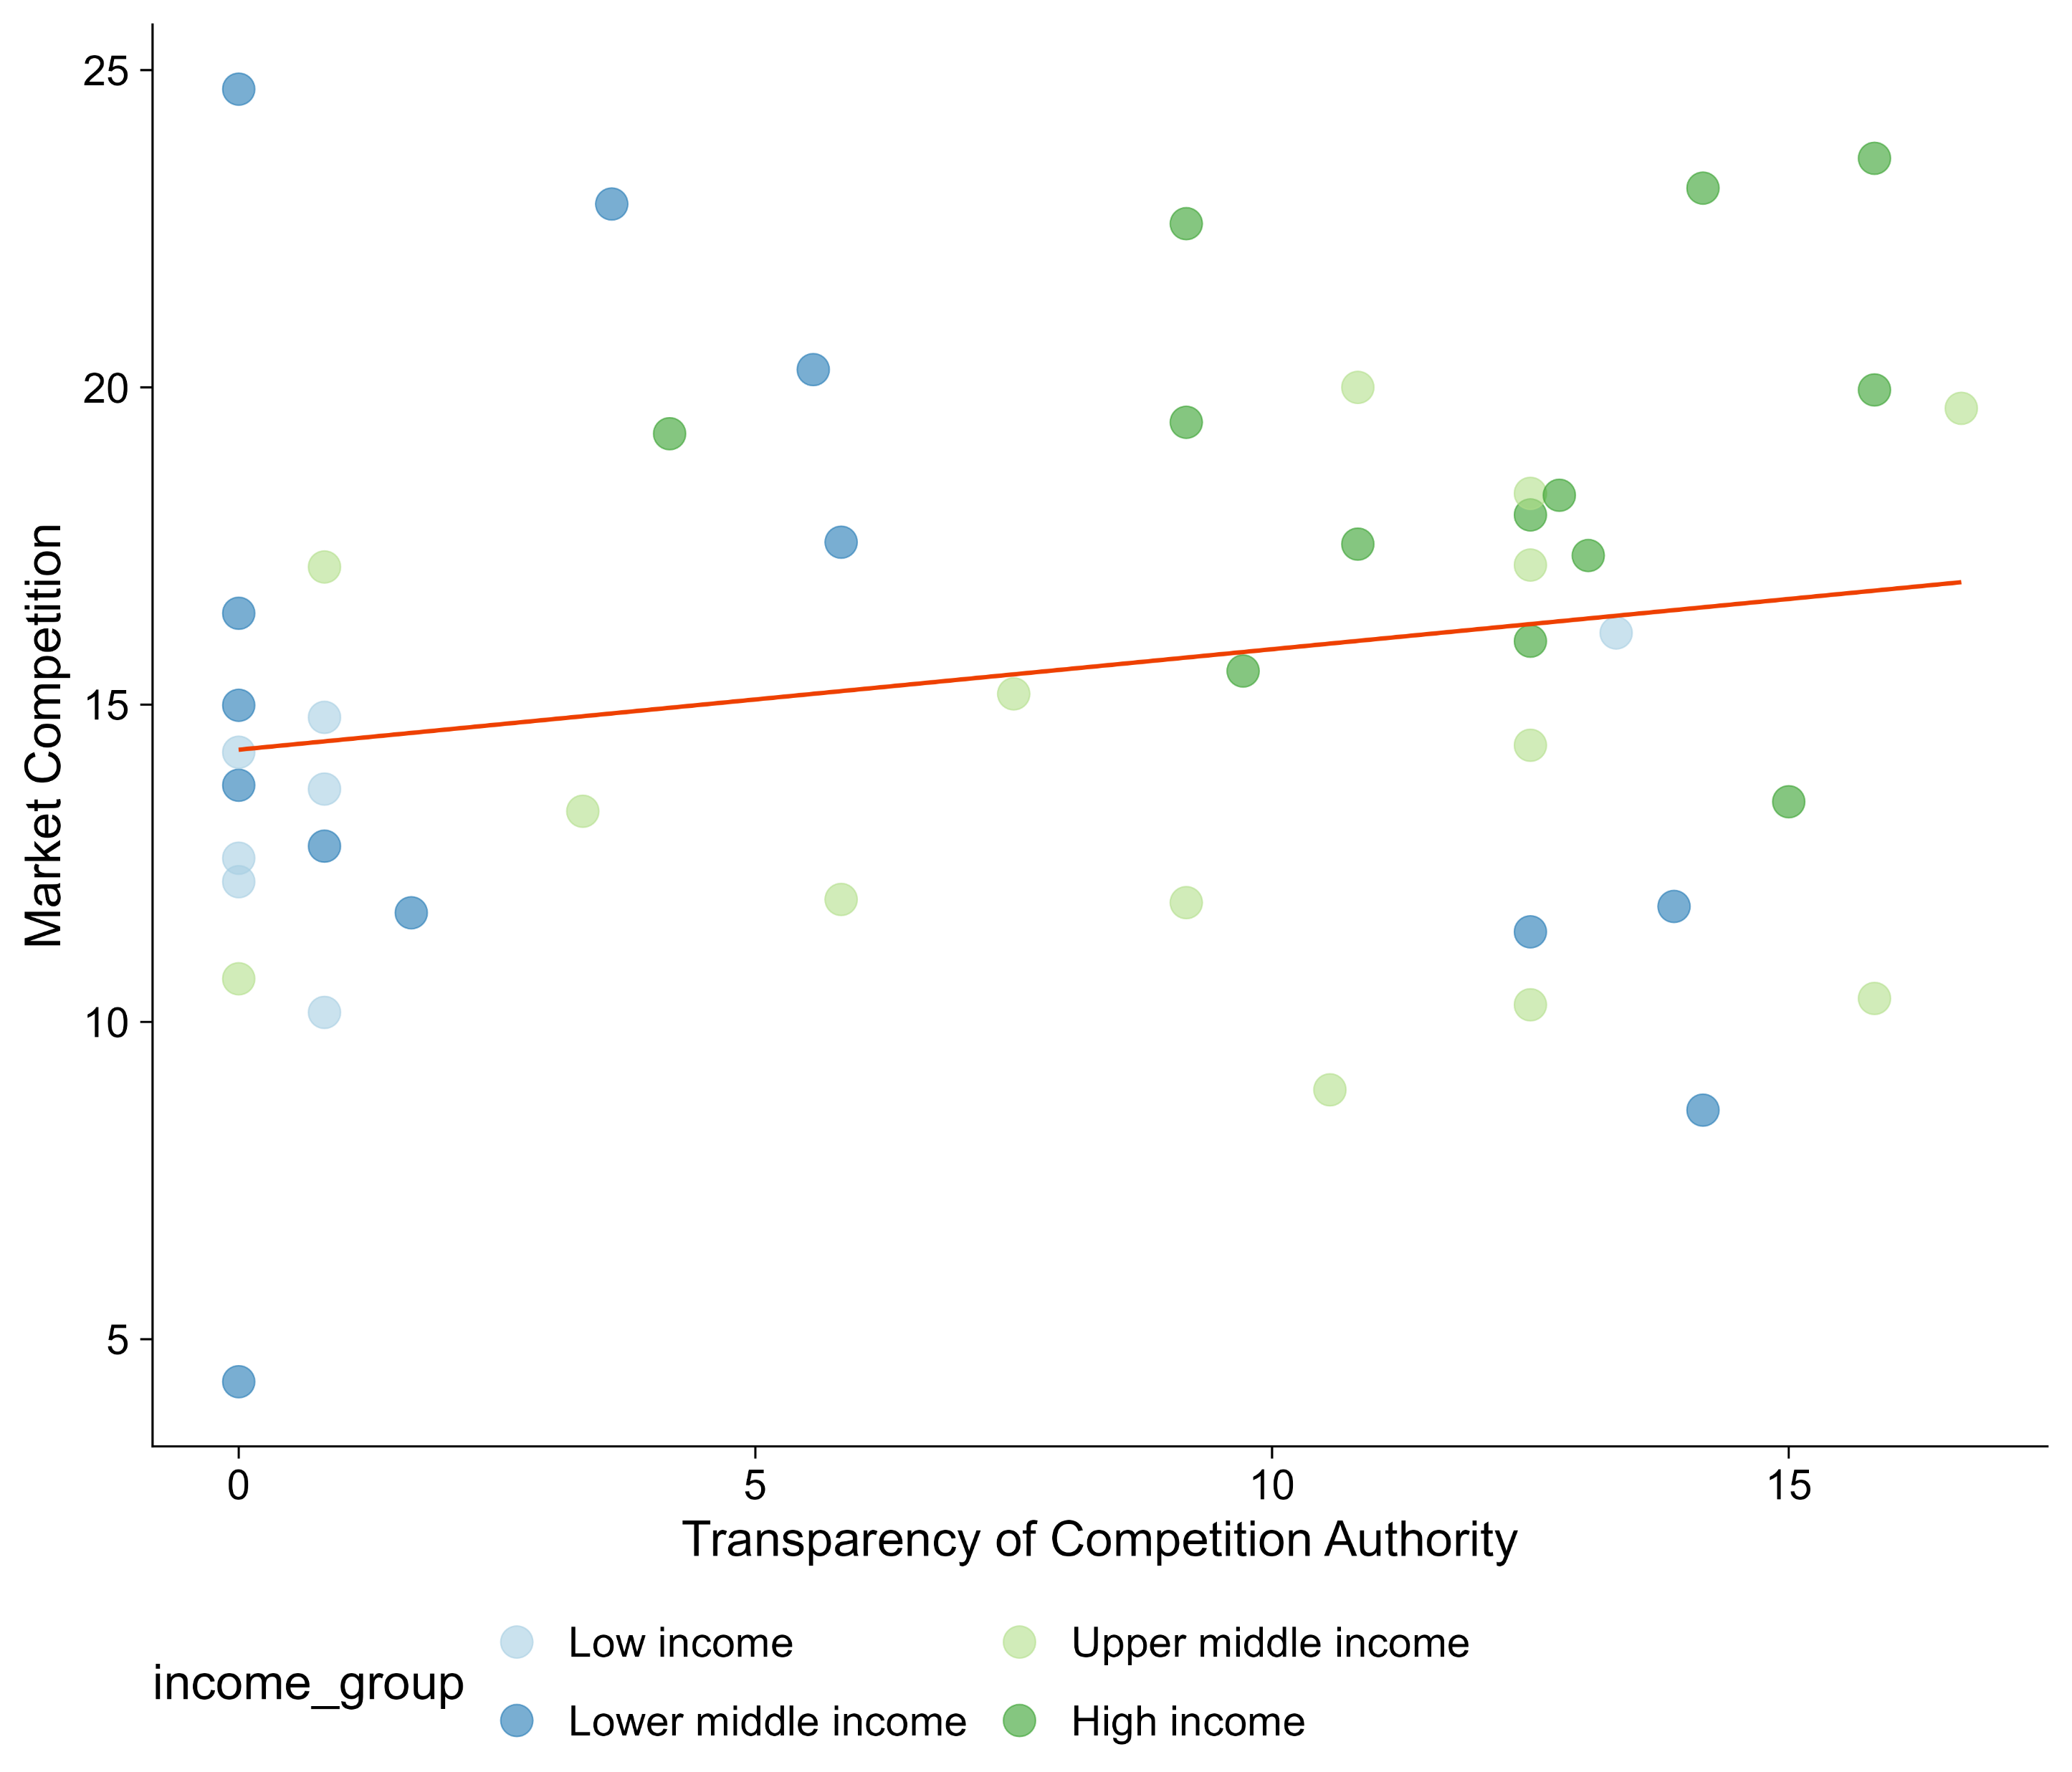 25
20
15
10
5
Market Competition
0 5 10 15
Transparency of Competition Authority
income_group
Low income
Lower middle income
Upper middle income
High income